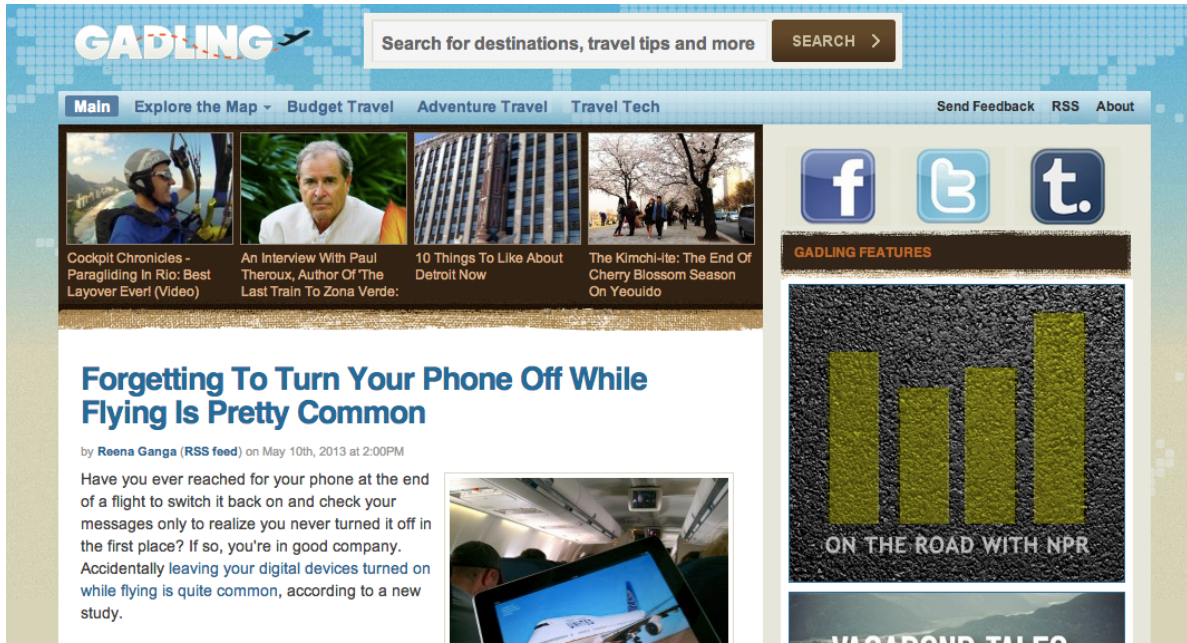 GADLING
Search for destinations, travel tips and more
SEARCH
Main Explore the Map Budget Travel Adventure Travel Travel Tech
Send Feedback RSS About
Cockpit Chronicles -
Paragliding In Rio: Best
Layover Ever! (Video)
An Interview With Paul
Theroux, Author Of 'The
Last Train To Zona Verde:
10 Things To Like About
Detroit Now
The Kimchi-ite: The End Of
Cherry Blossom Season
On Yeouido
f
t
t.
GADLING FEATURES
ON THE ROAD WITH NPR
Forgetting To Turn Your Phone Off While
Flying Is Pretty Common
by Reena Ganga (RSS feed) on May 10th, 2013 at 2:00PM
Have you ever reached for your phone at the end
of a flight to switch it back on and check your
messages only to realize you never turned it off in
the first place? If so, you're in good company.
Accidentally leaving your digital devices turned on
while flying is quite common, according to a new
study.
UNITED
VAGABOND TALES